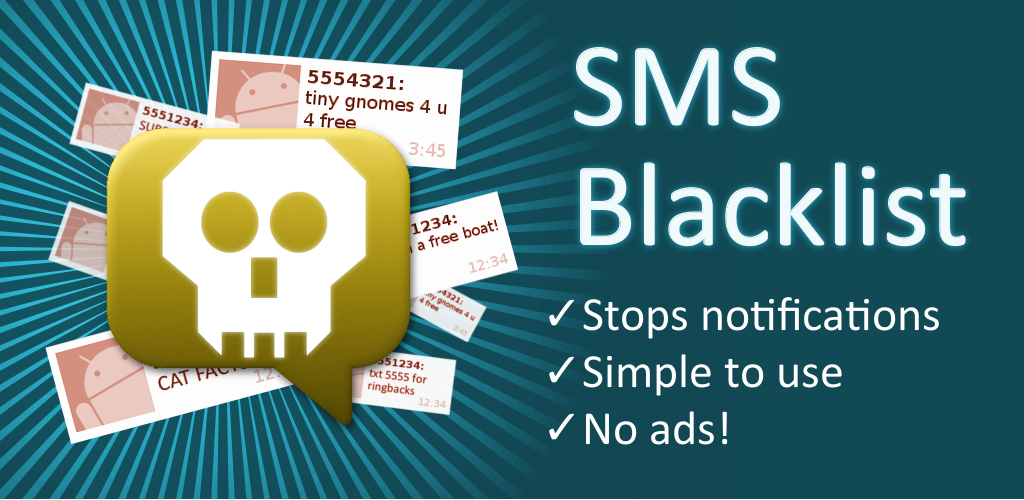 5554321:
tiny gnomes 4 u
4 free
3:45
5551234:
1234:
a free boat!
12:34
4321:
gnomes 4 u
4 free
3:45
CAT FACTS
12
551234:
txt 5555 for
ringbacks
12:34
SMS
Blacklist
✓Stops notifications
✓Simple to use
✓No ads!